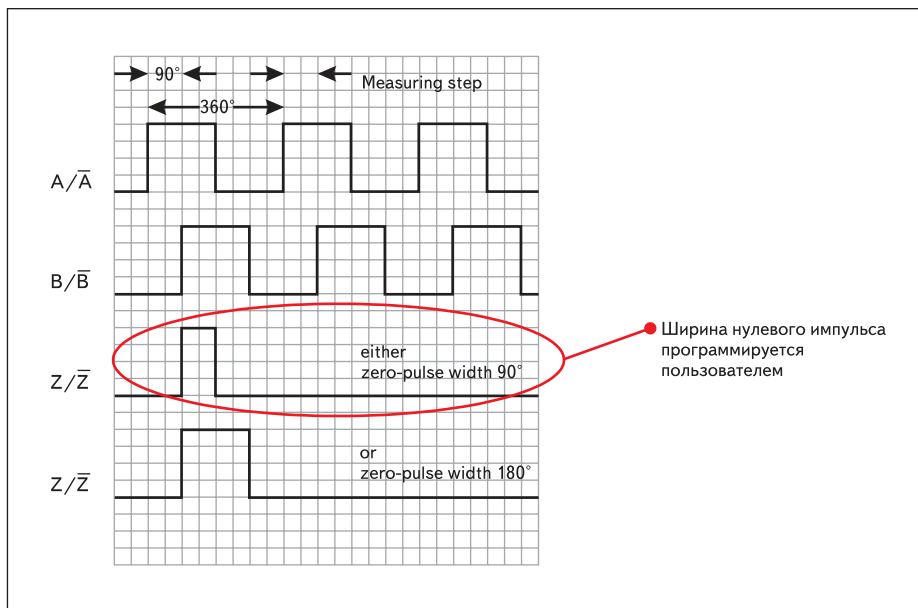 90°
Measuring step
360°
A/A̅
B/B̅
either
zero-pulse width 90°
Z/Z̅
Ширина нулевого импульса
программируется
пользователем
or
zero-pulse width 180°
Z/Z̅